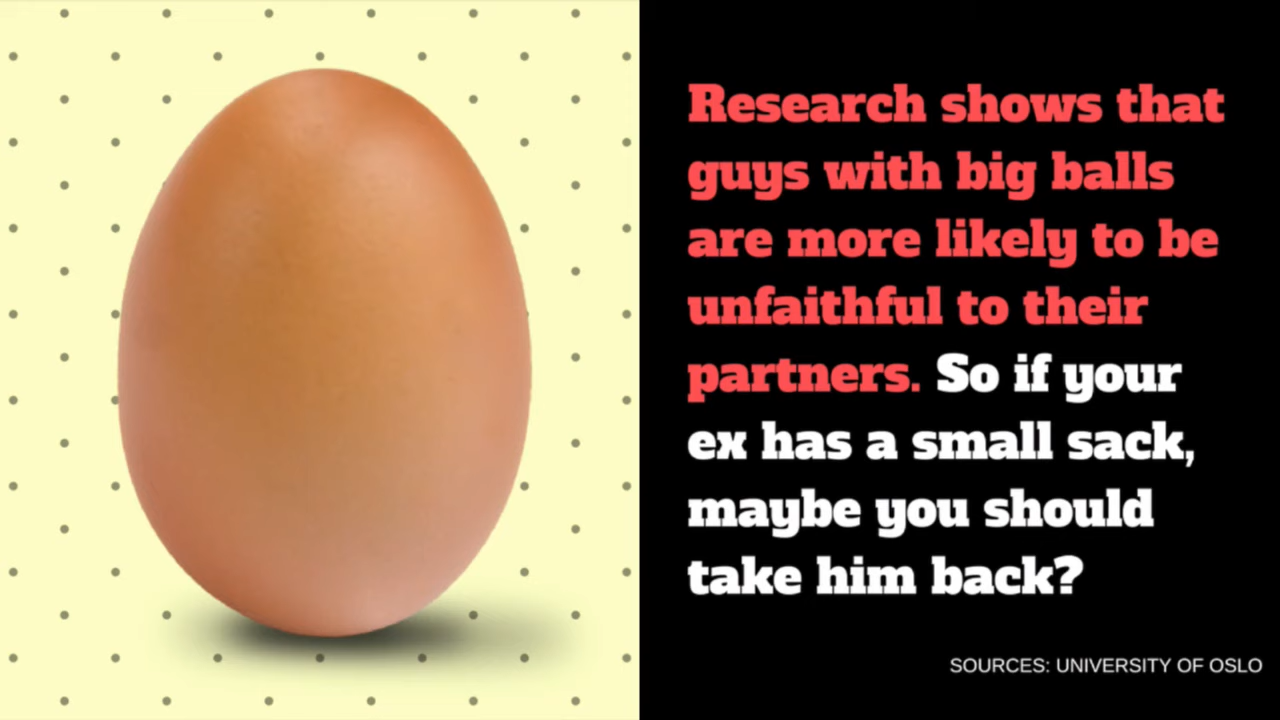 Research shows that
guys with big balls
are more likely to be
unfaithful to their
partners. So if your
ex has a small sack,
maybe you should
take him back?
SOURCES: UNIVERSITY OF OSLO